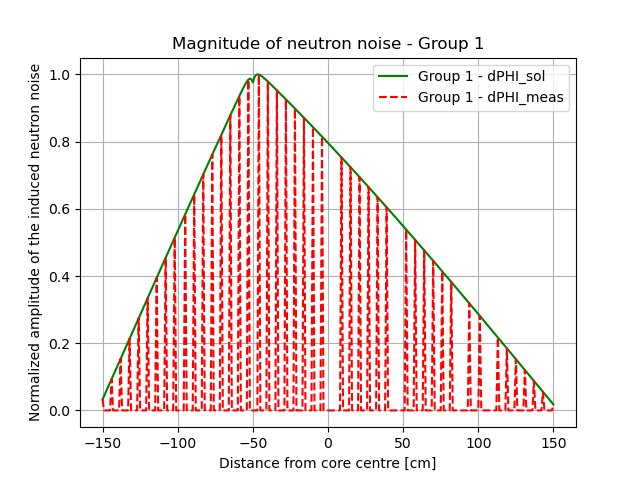 Magnitude of neutron noise - Group 1
Normalized amplitude of the induced neutron noise
1.0
0.8
0.6
0.4
0.2
0.0
Group 1 - dPHI_sol
Group 1 - dPHI_meas
−150 −100 −50 0 50 100 150
Distance from core centre [cm]